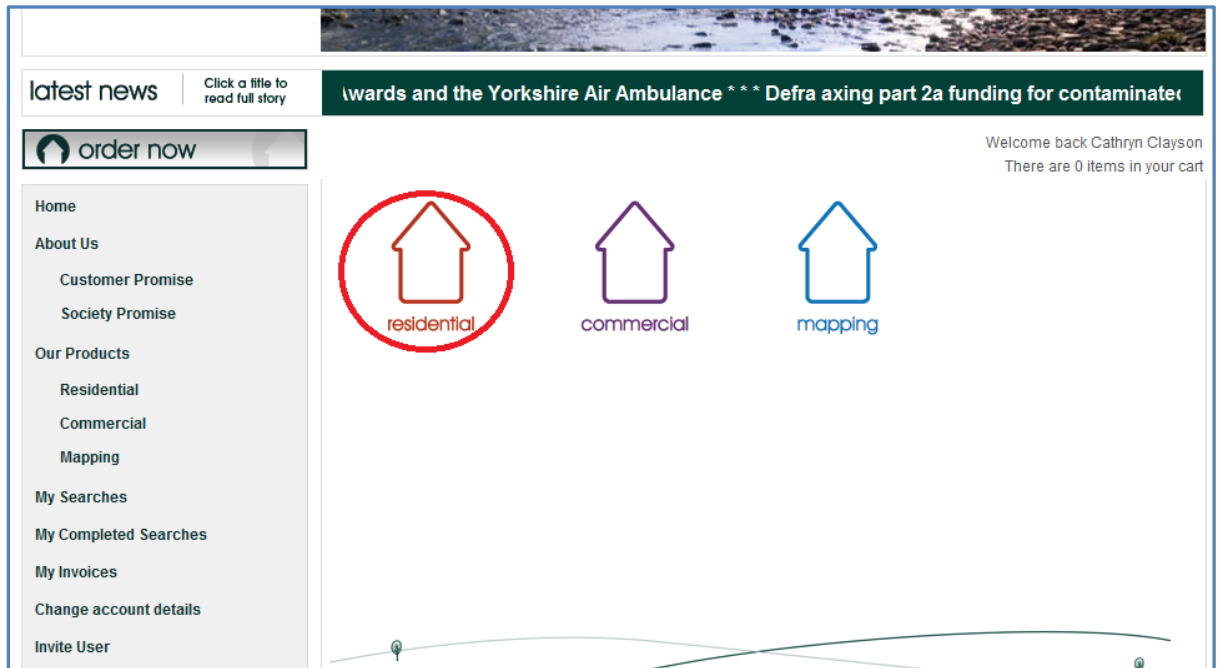 latest news
Click a title to
read full story
Awards and the Yorkshire Air Ambulance * * * Defra axing part 2a funding for contaminated
order now
Welcome back Cathryn Clayson
There are 0 items in your cart
Home
About Us
Customer Promise
Society Promise
Our Products
Residential
Commercial
Mapping
My Searches
My Completed Searches
My Invoices
Change account details
Invite User
residential
commercial
mapping